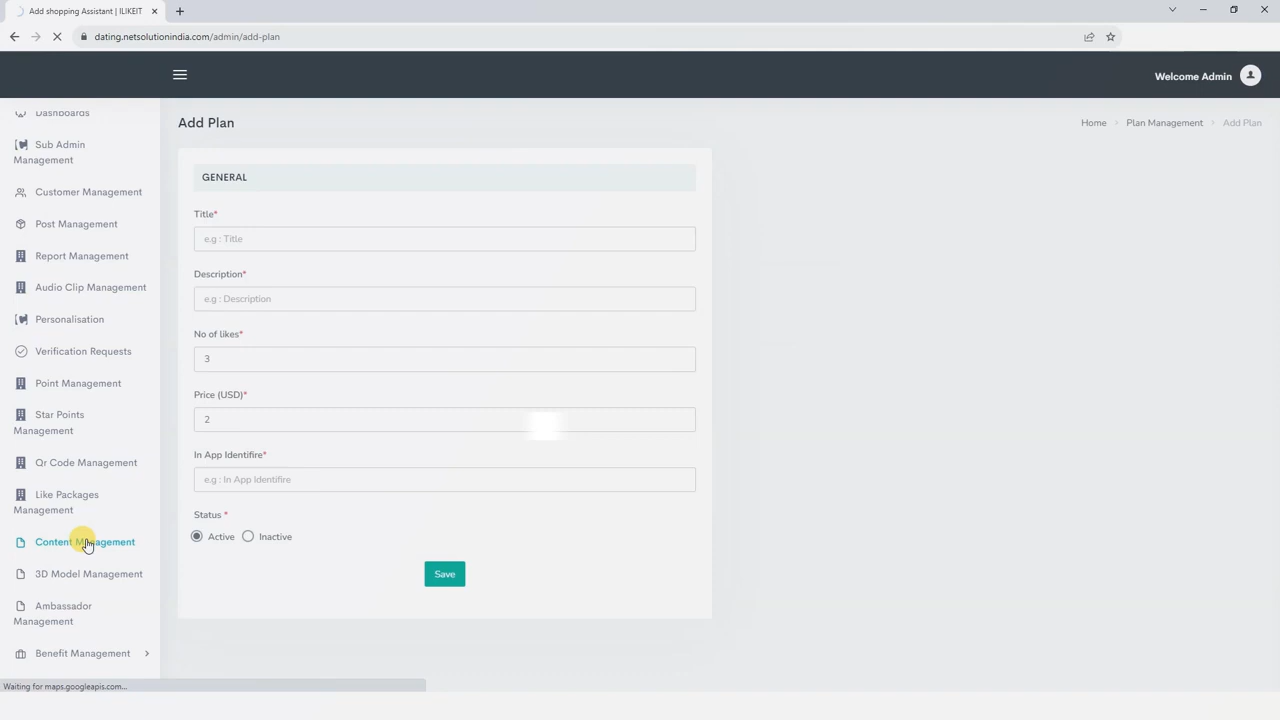 Add shopping Assistant | ILIKEIT
dating.netsolutionindia.com/admin/add-plan
Welcome Admin
Dashboards
Sub Admin
Management
Customer Management
Post Management
Report Management
Audio Clip Management
Personalisation
Verification Requests
Point Management
Star Points
Management
Qr Code Management
Like Packages
Management
Content Management
3D Model Management
Ambassador
Management
Benefit Management
Add Plan
Home > Plan Management > Add Plan
GENERAL
Title*
e.g : Title
Description*
e.g : Description
No of likes*
3
Price (USD)*
2
In App Identifire*
e.g : In App Identifire
Status *
Active Inactive
Save
Waiting for maps.googleapis.com...